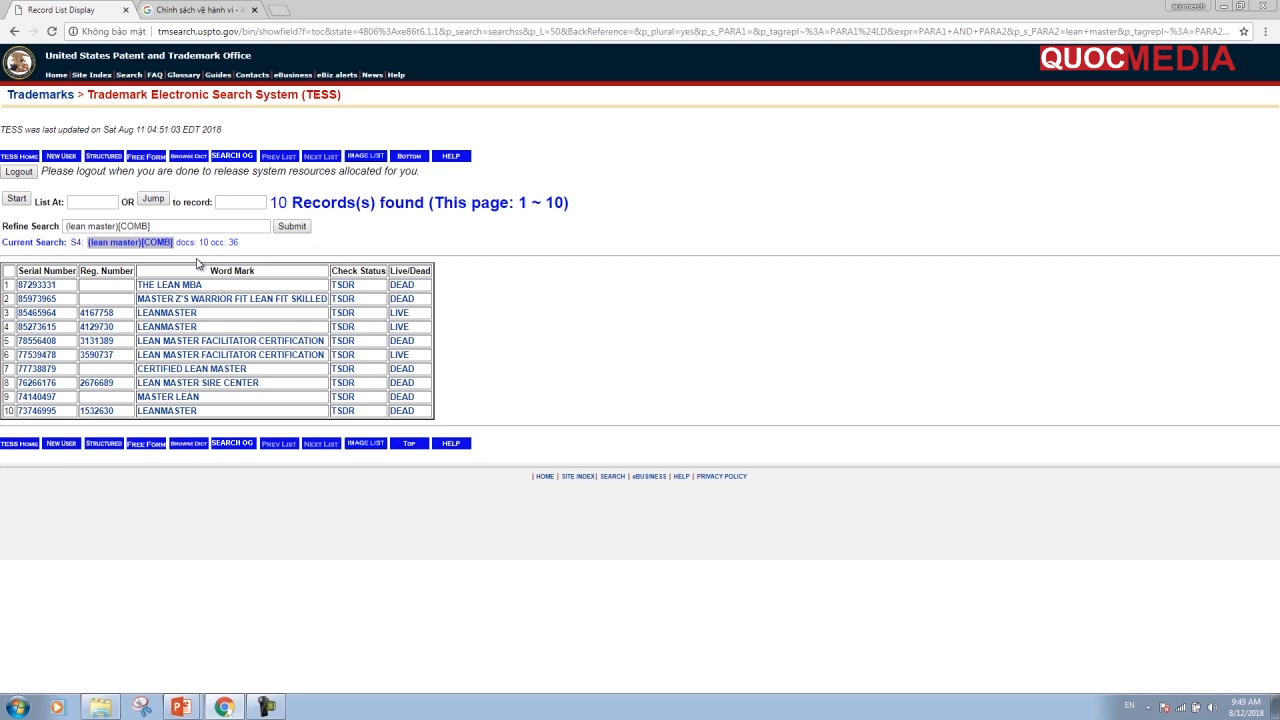 Record List Display
Chính sách về hành vi - A
Không bảo mật
tmsearch.uspto.gov/bin/showfield?f=toc&state=4806%3Axe86t6.1.1&p_search=searchss&p_L=50&BackReference=&p_plural=yes&p_s_PARA1=&p_tagrepl~%3A=PARA1%24LD&expr=PARA1+AND+PARA2&p_s_PARA2=lean+master&p_tagrepl~%3A=PARA2...
United States Patent and Trademark Office
Home | Site Index | Search | FAQ | Glossary | Guides | Contacts | eBusiness | eBiz alerts | News | Help
QUOCMEDIA
Trademarks > Trademark Electronic Search System (TESS)
TESS was last updated on Sat Aug 11 04:51:03 EDT 2018
TESS HOME NEW USER STRUCTURED FREE FORM BROWSE DICT SEARCH OG PREV LIST NEXT LIST IMAGE LIST BOTTOM HELP
Logout Please logout when you are done to release system resources allocated for you.
Start List At: OR Jump to record: 10 Records(s) found (This page: 1 ~ 10)
Refine Search (lean master)[COMB] Submit
Current Search: S4: (lean master)[COMB] docs: 10 occ: 36
Serial Number Reg. Number Word Mark Check Status Live/Dead
1 87293331 THE LEAN MBA TSDR DEAD
2 85973965 MASTER Z'S WARRIOR FIT LEAN FIT SKILLED TSDR DEAD
3 85465964 4167758 LEANMASTER TSDR LIVE
4 85273615 4129730 LEANMASTER TSDR LIVE
5 78556408 3131389 LEAN MASTER FACILITATOR CERTIFICATION TSDR DEAD
6 77539478 3590737 LEAN MASTER FACILITATOR CERTIFICATION TSDR LIVE
7 77738879 CERTIFIED LEAN MASTER TSDR DEAD
8 76266176 2676689 LEAN MASTER SIRE CENTER TSDR DEAD
9 74140497 MASTER LEAN TSDR DEAD
10 73746995 1532630 LEANMASTER TSDR DEAD
TESS HOME NEW USER STRUCTURED FREE FORM BROWSE DICT SEARCH OG PREV LIST NEXT LIST IMAGE LIST TOP HELP
| HOME | SITE INDEX | SEARCH | eBUSINESS | HELP | PRIVACY POLICY
EN
9:49 AM
8/12/2018